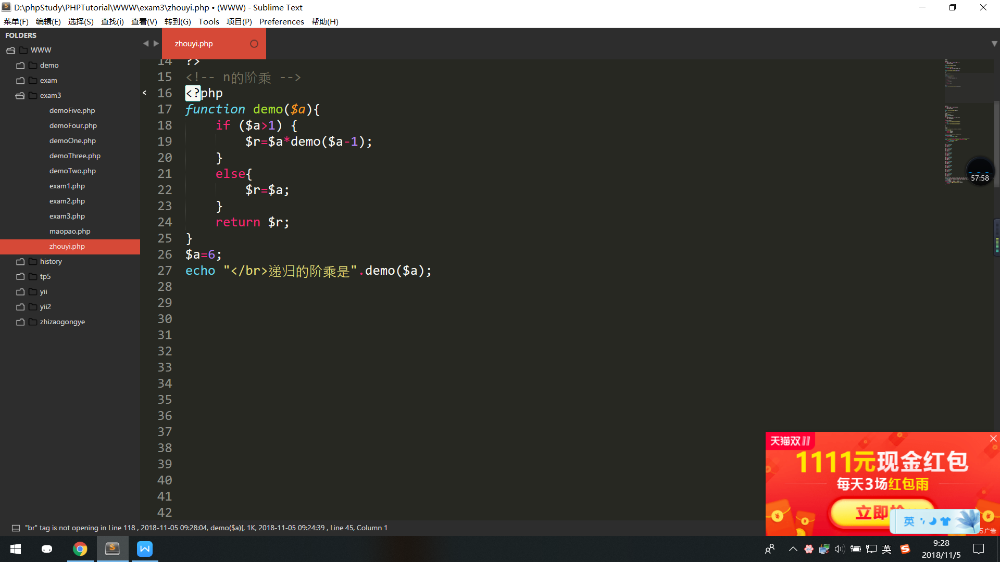 D:\phpStudy\PHPTutorial\WWW\exam3\zhouyi.php • (WWW) - Sublime Text
菜单(F) 编辑(E) 选择(S) 查找(i) 查看(V) 转到(G) Tools 项目(P) Preferences 帮助(H)
FOLDERS
WWW
demo
exam
exam3
demoFive.php
demoFour.php
demoOne.php
demoThree.php
demoTwo.php
exam1.php
exam2.php
exam3.php
maopao.php
zhouyi.php
history
tp5
yii
yii2
zhizaogongye
zhouyi.php
14 ?>
15 <!-- n的阶乘 -->
16 <?php
17 function demo($a){
18 if ($a>1) {
19 $r=$a*demo($a-1);
20 }
21 else{
22 $r=$a;
23 }
24 return $r;
25 }
26 $a=6;
27 echo "</br>递归的阶乘是".demo($a);
28
29
30
31
32
33
34
35
36
37
38
39
40
41
42
57:58
天猫双11
1111元现金红包
每天3场红包雨
立即抢
英
广告
"br" tag is not opening in Line 118 , 2018-11-05 09:28:04, demo($a){, 1K, 2018-11-05 09:24:39 , Line 45, Column 1
英
9:28
2018/11/5